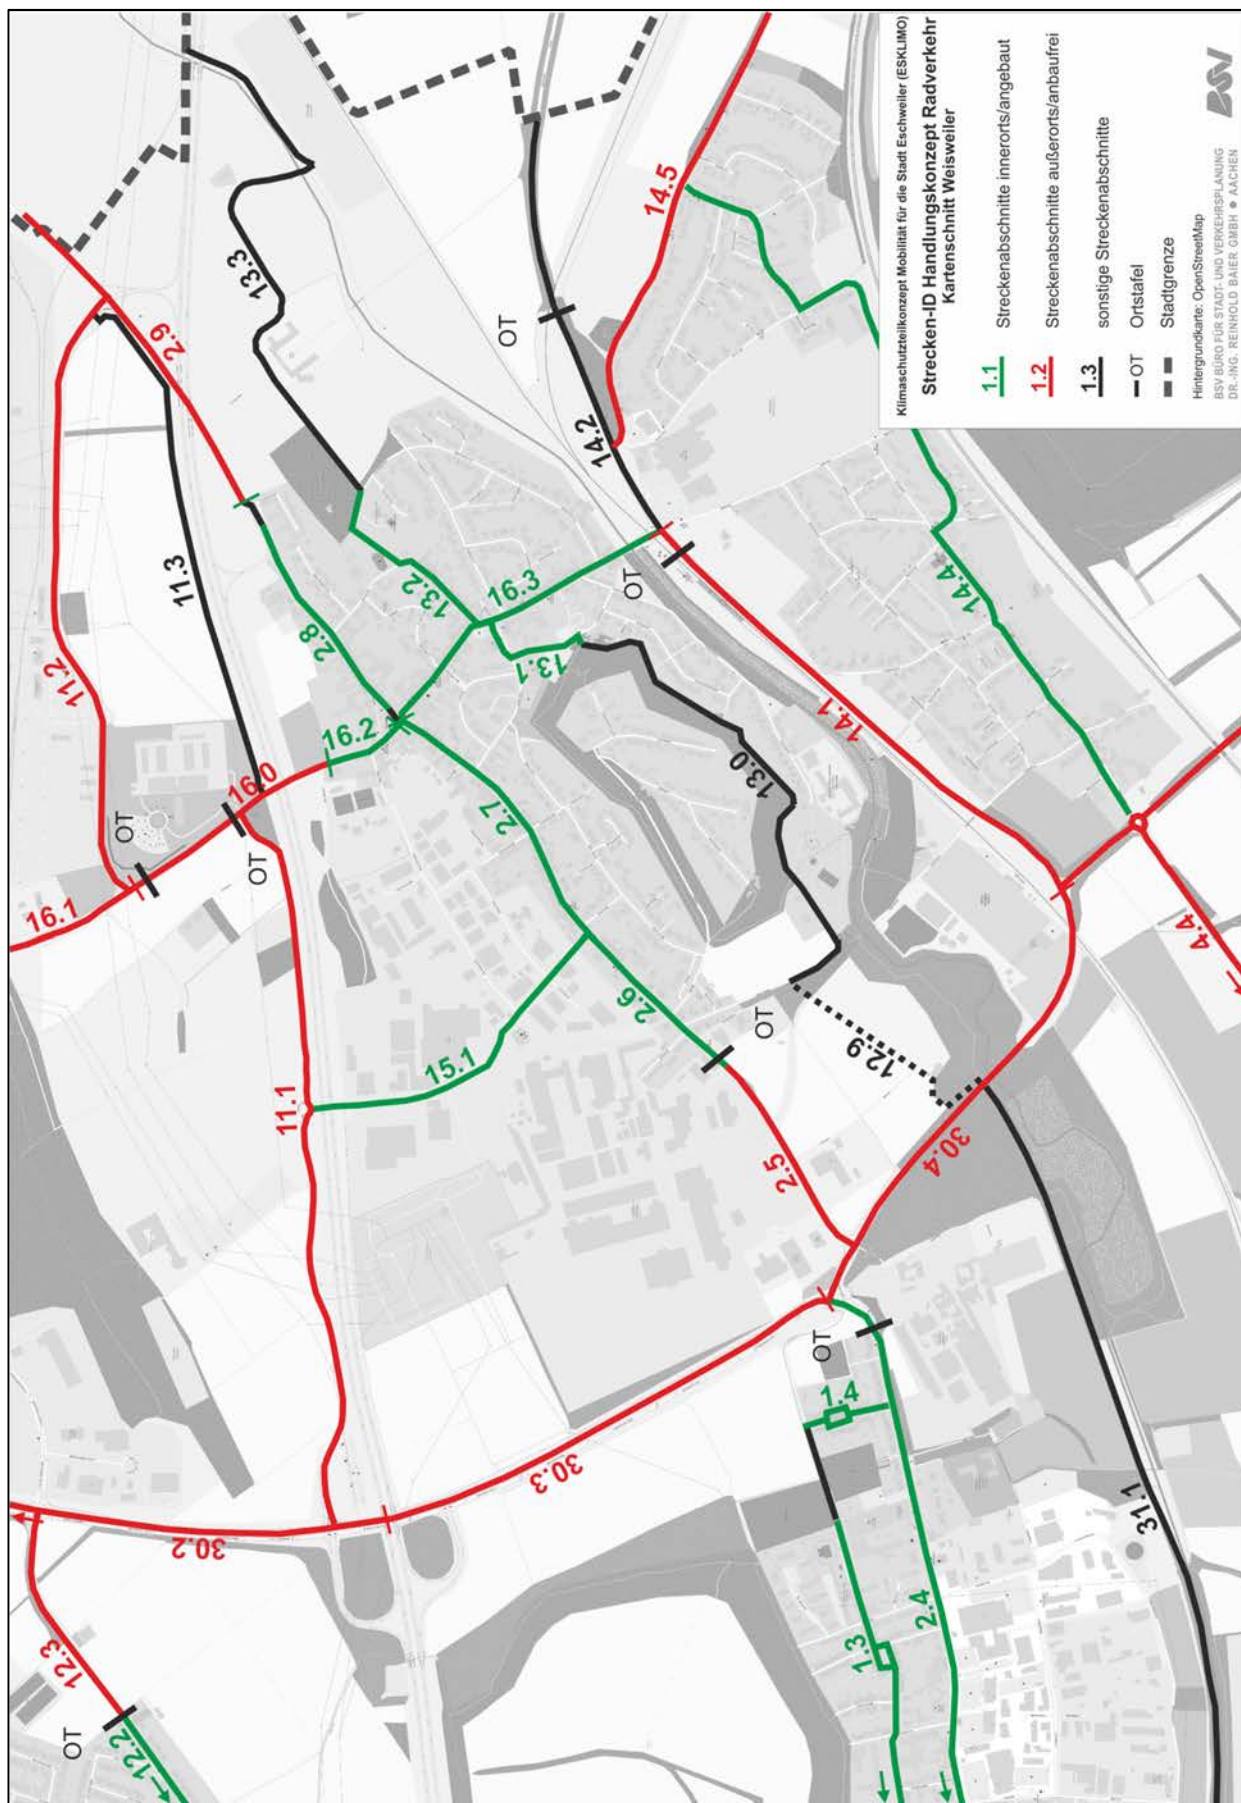 Klimaschutzteilkonzept Mobilität für die Stadt Eschweiler (ESKLIMO)
Strecken-ID Handlungskonzept Radverkehr
Kartenschnitt Weisweiler
1.1 Streckenabschnitte innerorts/angebaut
1.2 Streckenabschnitte außerorts/anbaufrei
1.3 sonstige Streckenabschnitte
OT Ortstafel
Stadtgrenze
Hintergrundkarte: OpenStreetMap
BSV BÜRO FÜR STADT- UND VERKEHRSPLANUNG
DR.-ING. REINHOLD BAIER GMBH ● AACHEN
BSV
12.2
OT
12.3
30.2
30.3
11.1
16.1
OT
OT
16.0
11.2
11.3
2.9
13.3
16.2
2.8
13.2
16.3
13.1
2.7
15.1
2.6
OT
2.5
13.0
12.9
OT
14.2
OT
14.5
14.1
14.4
4.4
30.4
OT
1.4
1.3
2.4
31.1